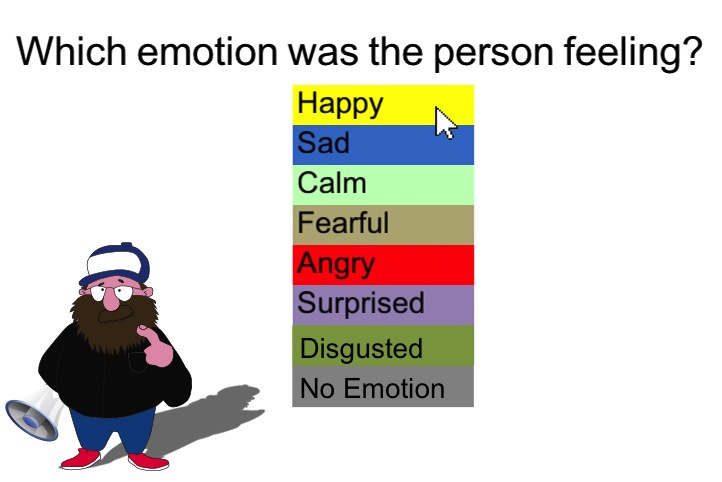 Which emotion was the person feeling?
Happy
Sad
Calm
Fearful
Angry
Surprised
Disgusted
No Emotion